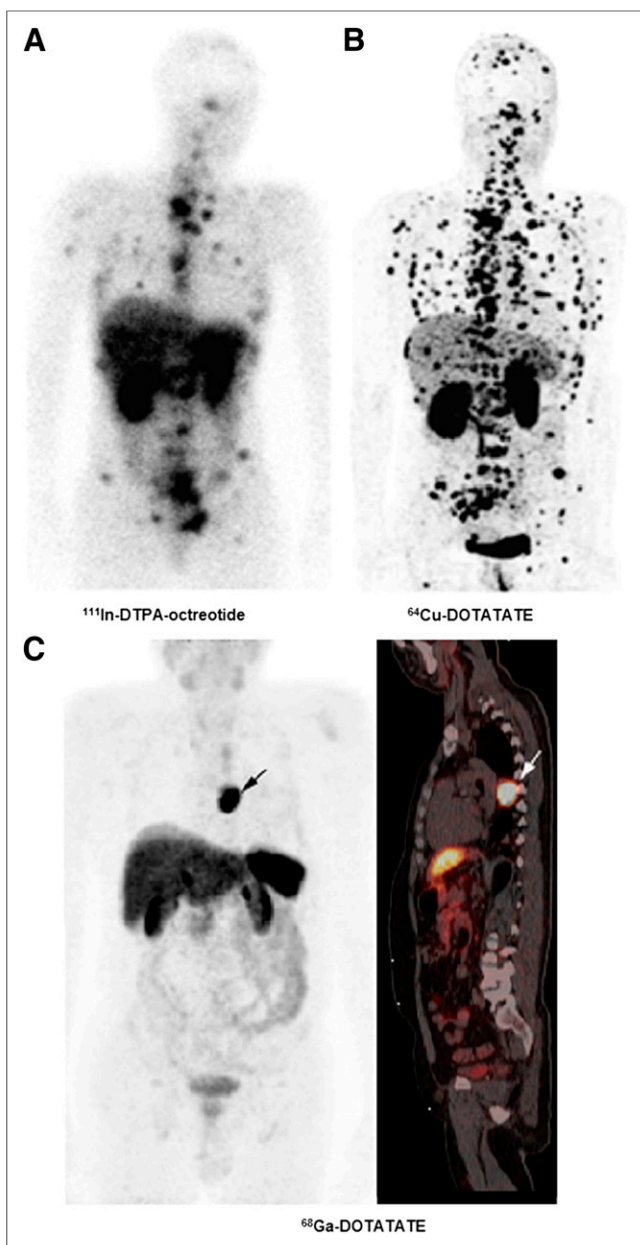 A
B
¹¹¹In-DTPA-octreotide
⁶⁴Cu-DOTATATE
C
⁶⁸Ga-DOTATATE